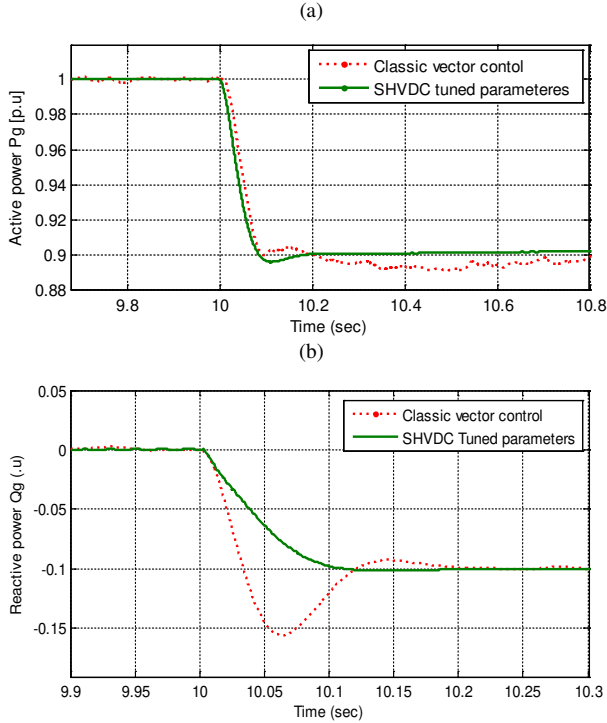 (a)
Classic vector contol
SHVDC tuned parameteres
Active power Pg [p.u]
1
0.98
0.96
0.94
0.92
0.9
0.88
9.8
10
10.2
10.4
10.6
10.8
Time (sec)
(b)
Classic vector control
SHVDC Tuned parameters
Reactive power Qg (.u)
0.05
0
-0.05
-0.1
-0.15
9.9
9.95
10
10.05
10.1
10.15
10.2
10.25
10.3
Time (sec)